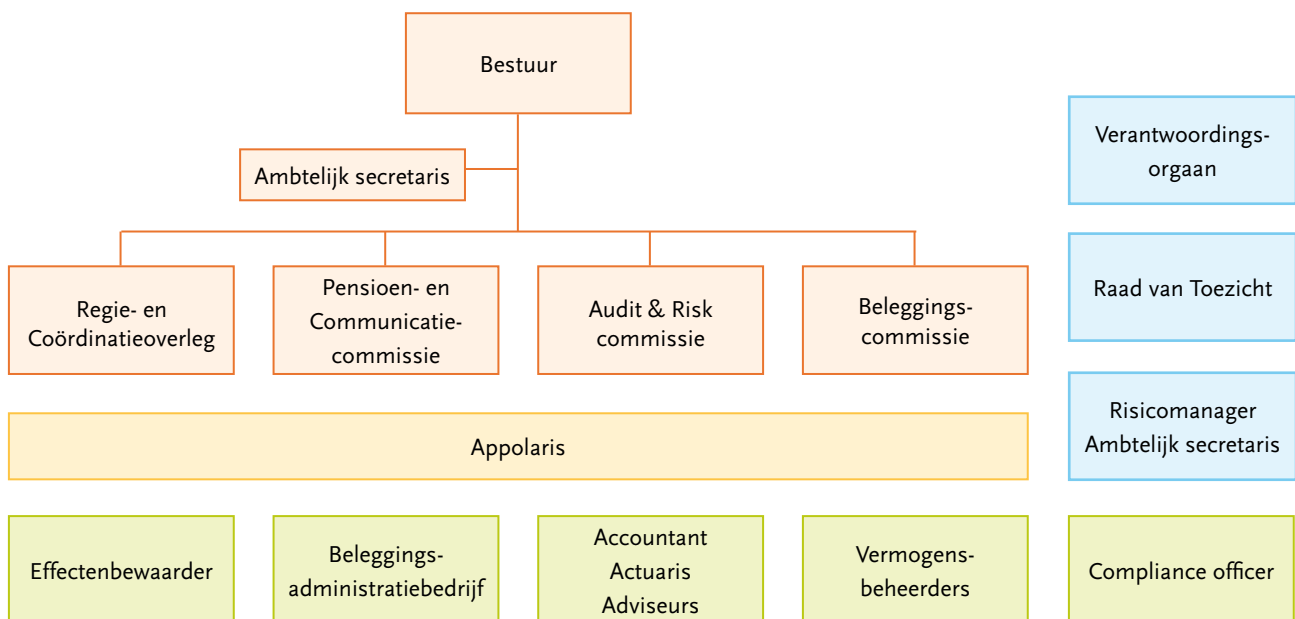 Bestuur
Ambtelijk secretaris
Regie- en
Coördinatieoverleg
Pensioen- en
Communicatie-
commissie
Audit & Risk
commissie
Beleggings-
commissie
Verantwoordings-
orgaan
Raad van Toezicht
Risicomanager
Ambtelijk secretaris
Appolaris
Effectenbewaarder
Beleggings-
administratiebedrijf
Accountant
Actuaris
Adviseurs
Vermogens-
beheerders
Compliance officer